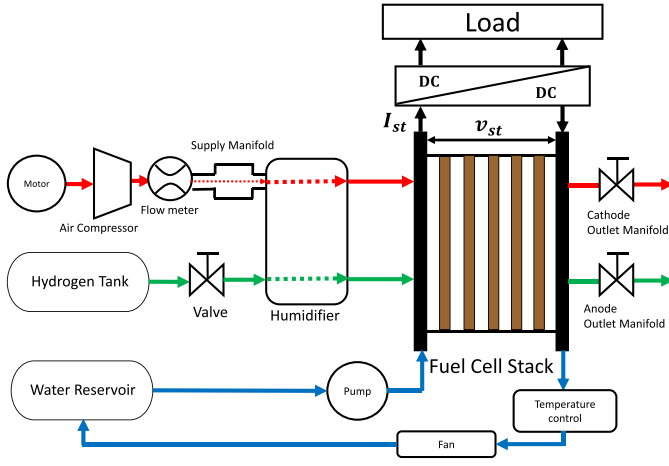 Load
DC
DC
I_st
v_st
Supply Manifold
Motor
Flow meter
Air Compressor
Cathode
Outlet Manifold
Hydrogen Tank
Valve
Humidifier
Anode
Outlet Manifold
Fuel Cell Stack
Water Reservoir
Pump
Temperature
control
Fan